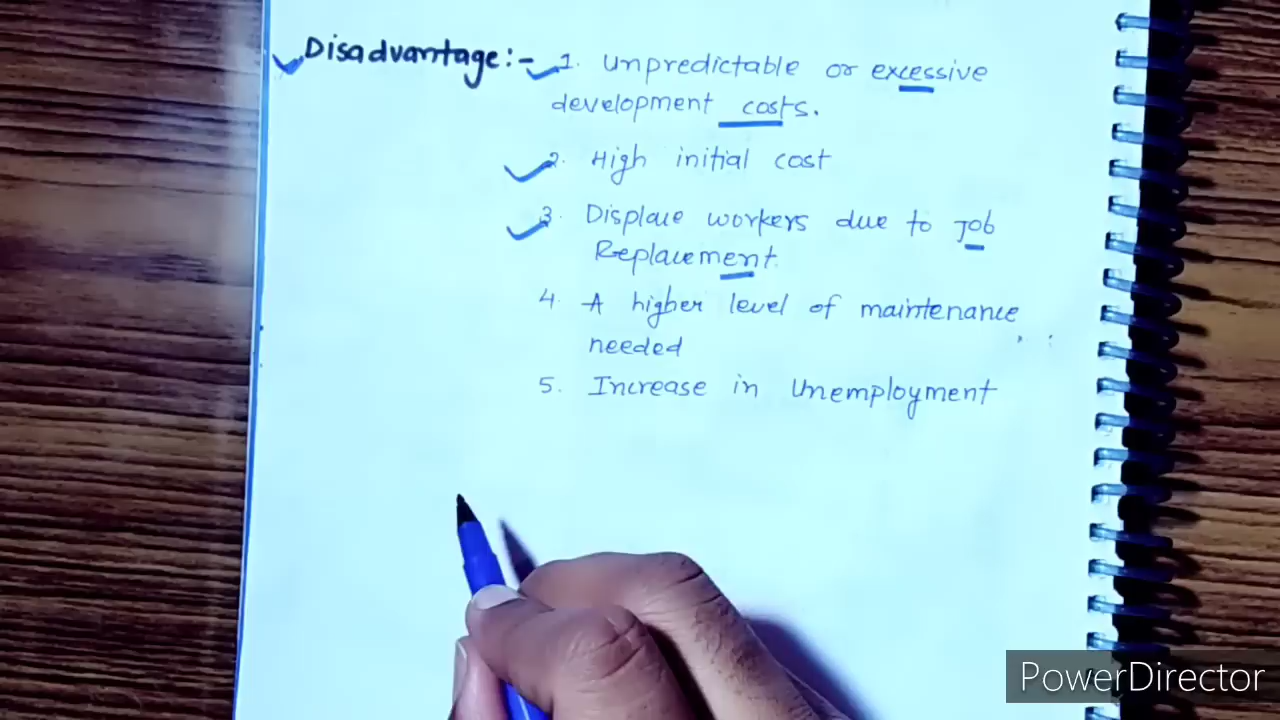 Disadvantage:- 1. Unpredictable or excessive
development costs.
2. High initial cost
3. Displace workers due to Job
Replacement.
4. A higher level of maintenance
needed
5. Increase in Unemployment
PowerDirector